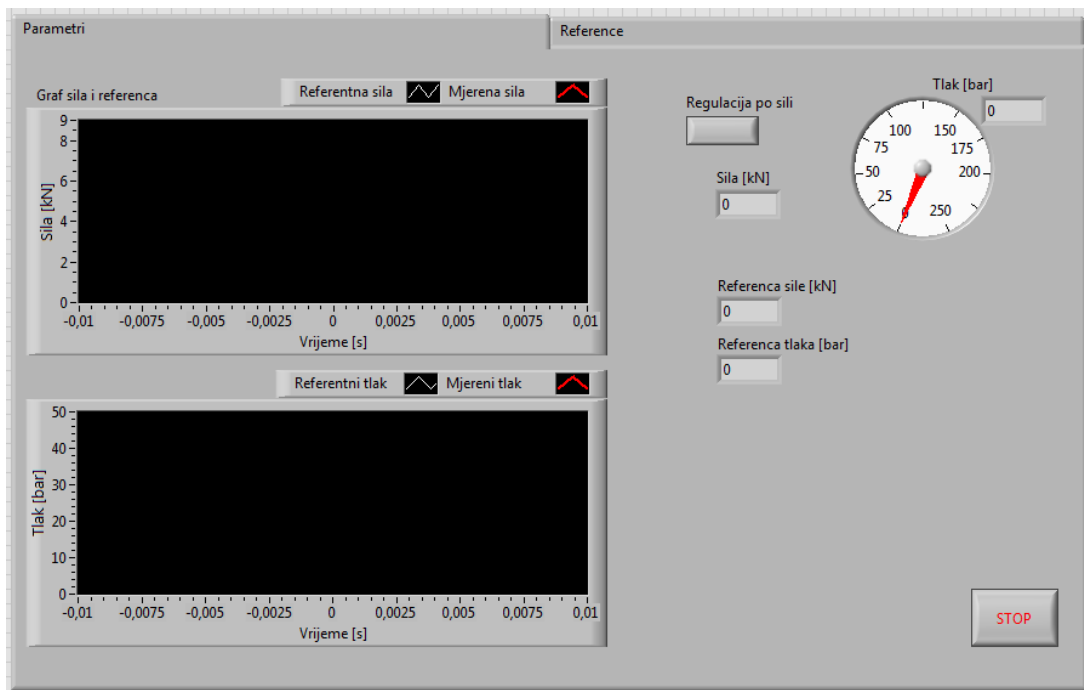 Parametri
Reference
Graf sila i referenca
Referentna sila
Mjerena sila
9
8
6
4
2
0
Sila [kN]
-0,01 -0,0075 -0,005 -0,0025 0 0,0025 0,005 0,0075 0,01
Vrijeme [s]
Referentni tlak
Mjereni tlak
50
40
30
20
10
0
Tlak [bar]
-0,01 -0,0075 -0,005 -0,0025 0 0,0025 0,005 0,0075 0,01
Vrijeme [s]
Regulacija po sili
Sila [kN]
0
Tlak [bar]
0
100 150
75 175
50 200
25 250
0
Referenca sile [kN]
0
Referenca tlaka [bar]
0
STOP